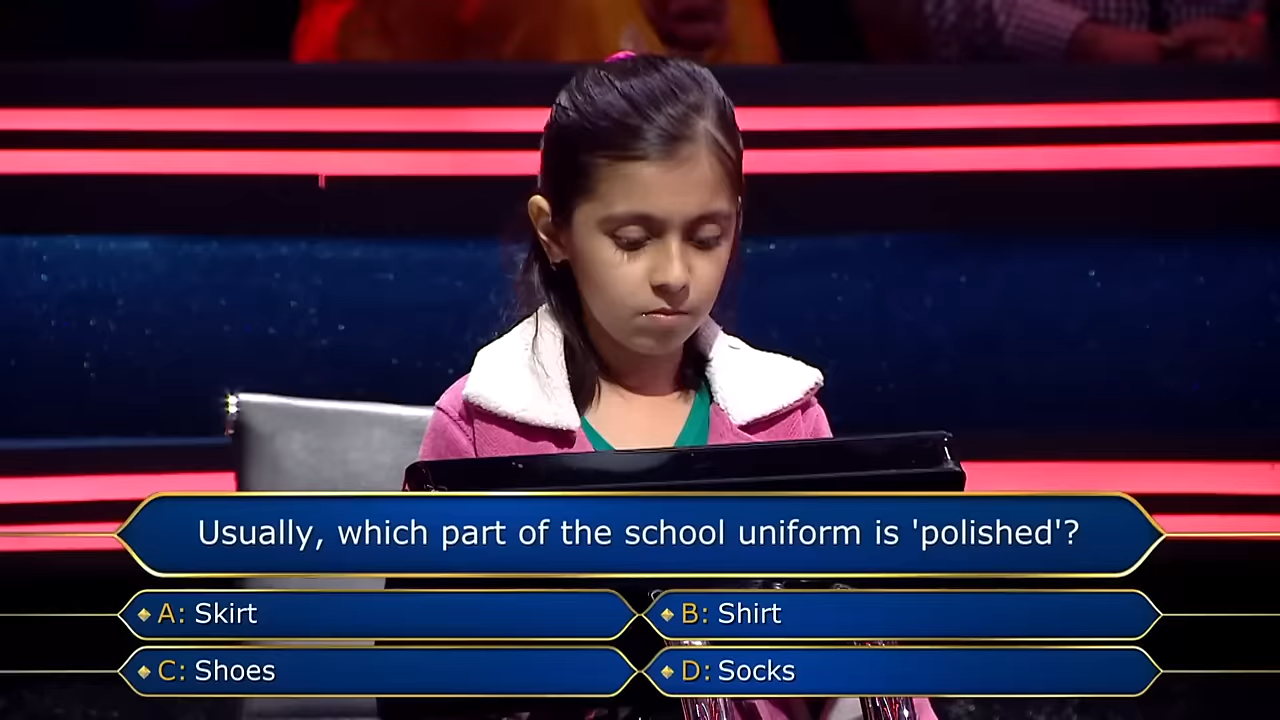 Usually, which part of the school uniform is 'polished'?
A: Skirt
B: Shirt
C: Shoes
D: Socks